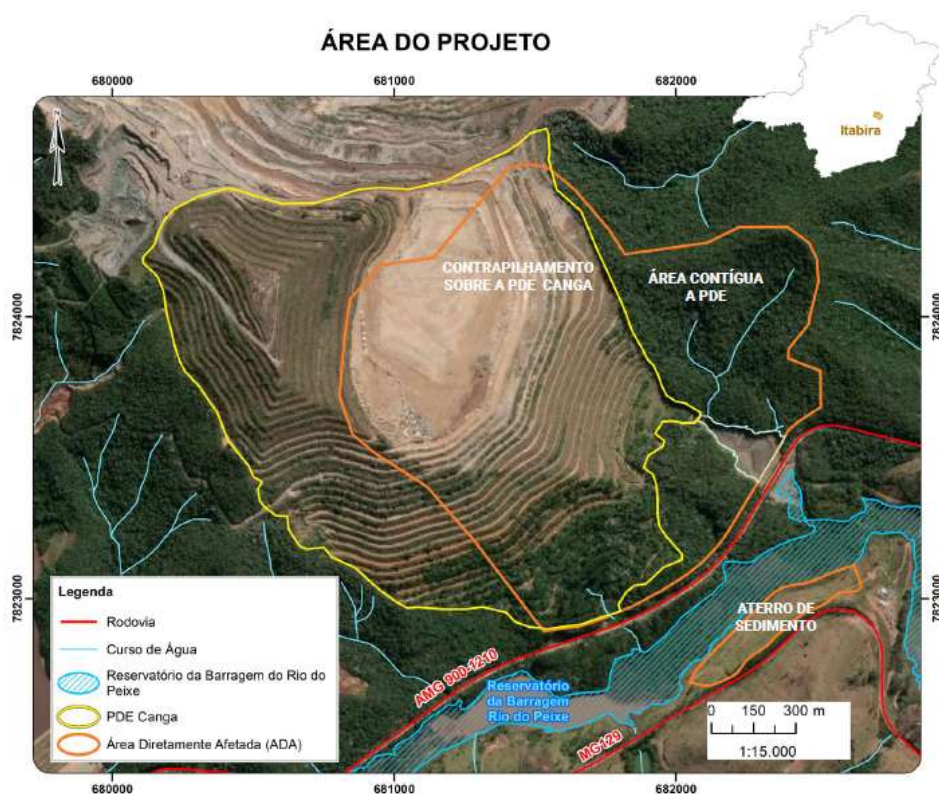 ÁREA DO PROJETO
Itabira
680000
681000
682000
7824000
7824000
CONTRAPILHAMENTO
SOBRE A PDE CANGA
ÁREA CONTÍGUA
A PDE
7823000
7823000
ATERRO DE
SEDIMENTO
AMG 900-1210
Reservatório
da Barragem
Rio do Peixe
MG129
Legenda
Rodovia
Curso de Água
Reservatório da Barragem do Rio do
Peixe
PDE Canga
Área Diretamente Afetada (ADA)
0 150 300 m
1:15.000
680000
681000
682000